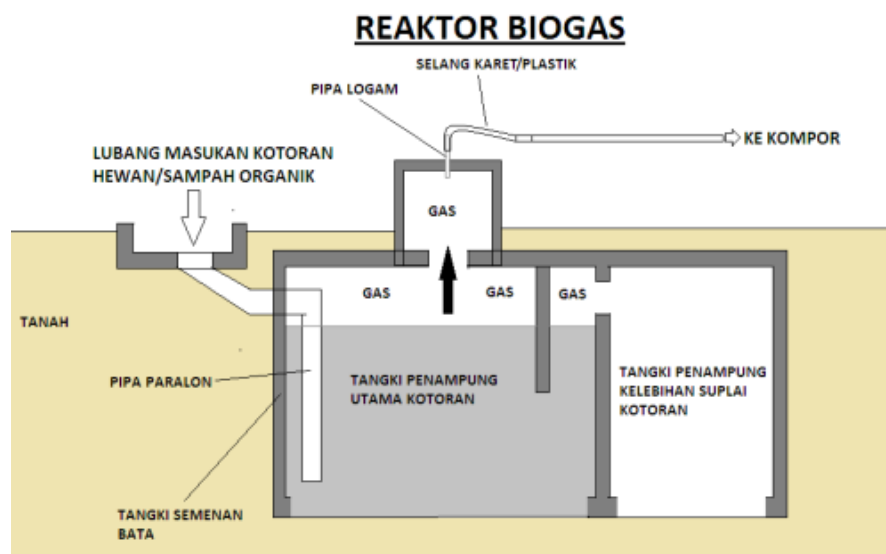 REAKTOR BIOGAS
SELANG KARET/PLASTIK
PIPA LOGAM
KE KOMPOR
LUBANG MASUKAN KOTORAN
HEWAN/SAMPAH ORGANIK
GAS
GAS
GAS
GAS
TANAH
PIPA PARALON
TANGKI PENAMPUNG
UTAMA KOTORAN
TANGKI PENAMPUNG
KELEBIHAN SUPLAI
KOTORAN
TANGKI SEMENAN
BATA